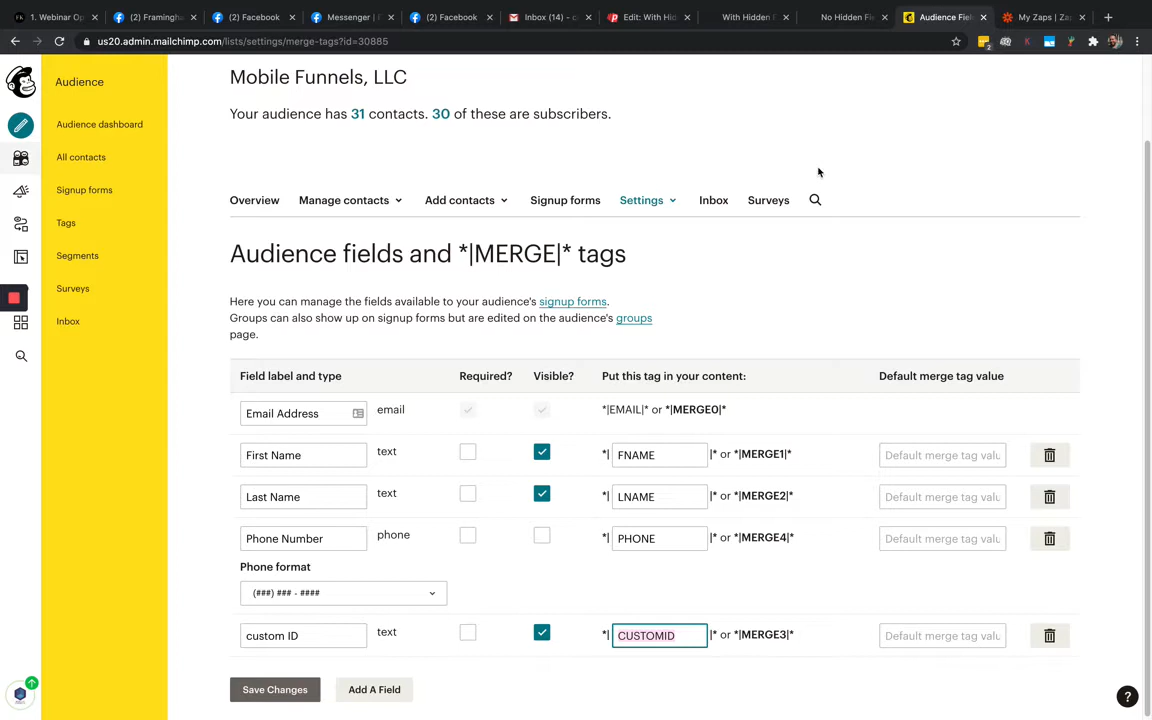 1. Webinar Op
(2) Framingha
(2) Facebook
Messenger |
(2) Facebook
Inbox (14) - c
Edit: With Hid
With Hidden F
No Hidden Fi
Audience Fiel
My Zaps | Za
us20.admin.mailchimp.com/lists/settings/merge-tags?id=30885
Audience
Audience dashboard
All contacts
Signup forms
Tags
Segments
Surveys
Inbox
Mobile Funnels, LLC
Your audience has 31 contacts. 30 of these are subscribers.
Overview Manage contacts Add contacts Signup forms Settings Inbox Surveys
Audience fields and *|MERGE|* tags
Here you can manage the fields available to your audience's signup forms.
Groups can also show up on signup forms but are edited on the audience's groups
page.
Field label and type Required? Visible? Put this tag in your content: Default merge tag value
Email Address email *|EMAIL|* or *|MERGE0|*
First Name text *| FNAME |* or *|MERGE1|* Default merge tag valu
Last Name text *| LNAME |* or *|MERGE2|* Default merge tag valu
Phone Number phone *| PHONE |* or *|MERGE4|* Default merge tag valu
Phone format
(###) ### - ####
custom ID text *| CUSTOMID |* or *|MERGE3|* Default merge tag valu
Save Changes Add A Field
?